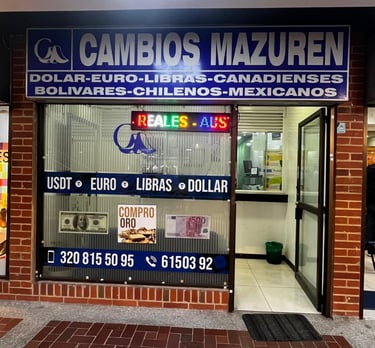 CAMBIOS MAZUREN
DOLAR-EURO-LIBRAS-CANADIENSES
BOLIVARES-CHILENOS-MEXICANOS
REALES - AUS
USDT EURO LIBRAS DOLLAR
COMPRO
ORO
320 815 50 95 61503 92